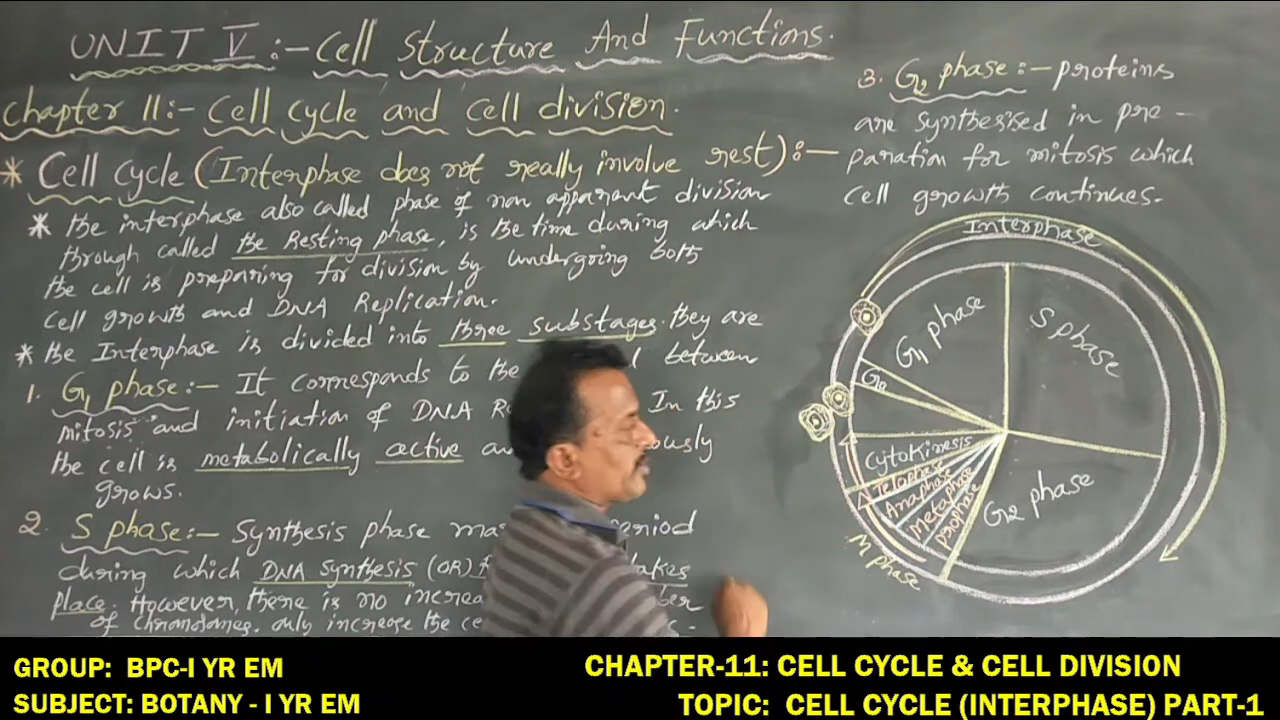 UNIT V :- Cell Structure And Functions.
Chapter 11 :- Cell cycle and cell division.
* Cell cycle (Interphase does not really involve rest) :-
* The interphase also called phase of non apparant division
through called the Resting phase, is the time during which
the cell is preparing for division by undergoing both
cell growth and DNA Replication.
* The Interphase is divided into three substages. They are
1. G1 phase :- It corresponds to the between
mitosis and initiation of DNA In this
the cell is metabolically active
grows.
2. S phase :- Synthesis phase
during which DNA synthesis (OR) takes
place. However, there is no
of only increase the
3. G2 phase :- proteins
are synthesised in pre-
paration for mitosis which
cell growth continues.
Interphase
G1 phase
S phase
G0
Cytokinesis
Telophase
Anaphase
Metaphase
prophase
G2 phase
M phase
GROUP: BPC-I YR EM
SUBJECT: BOTANY - I YR EM
CHAPTER-11: CELL CYCLE & CELL DIVISION
TOPIC: CELL CYCLE (INTERPHASE) PART-1